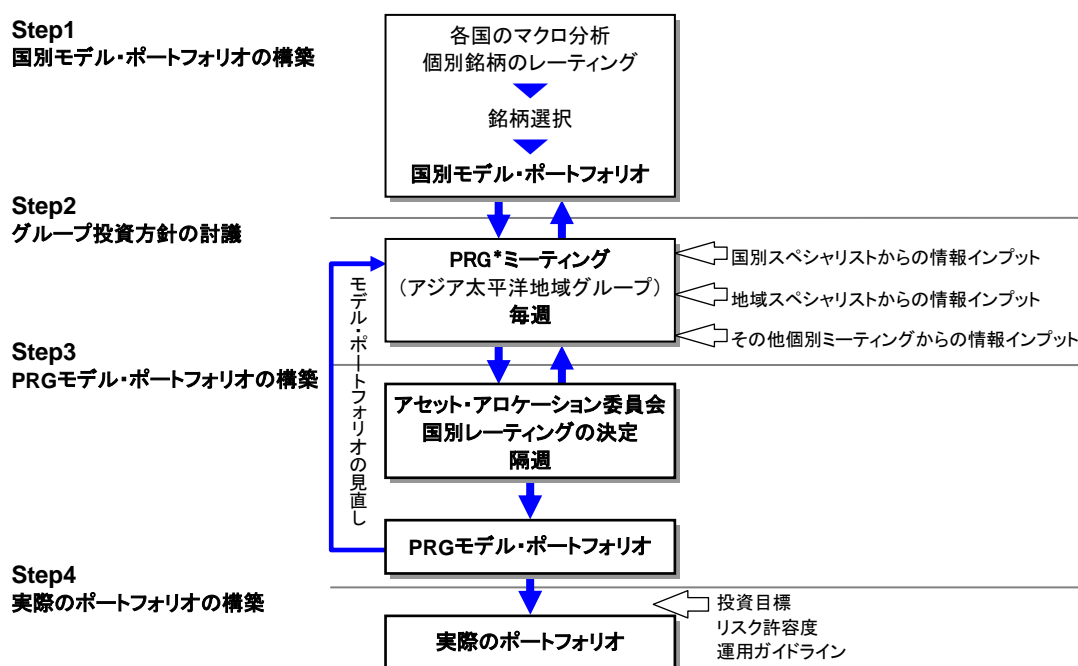 Step1
国別モデル・ポートフォリオの構築
各国のマクロ分析
個別銘柄のレーティング
銘柄選択
国別モデル・ポートフォリオ
Step2
グループ投資方針の討議
PRG*ミーティング
（アジア太平洋地域グループ）
毎週
国別スペシャリストからの情報インプット
地域スペシャリストからの情報インプット
その他個別ミーティングからの情報インプット
モデル・ポートフォリオの見直し
Step3
PRGモデル・ポートフォリオの構築
アセット・アロケーション委員会
国別レーティングの決定
隔週
PRGモデル・ポートフォリオ
Step4
実際のポートフォリオの構築
実際のポートフォリオ
投資目標
リスク許容度
運用ガイドライン